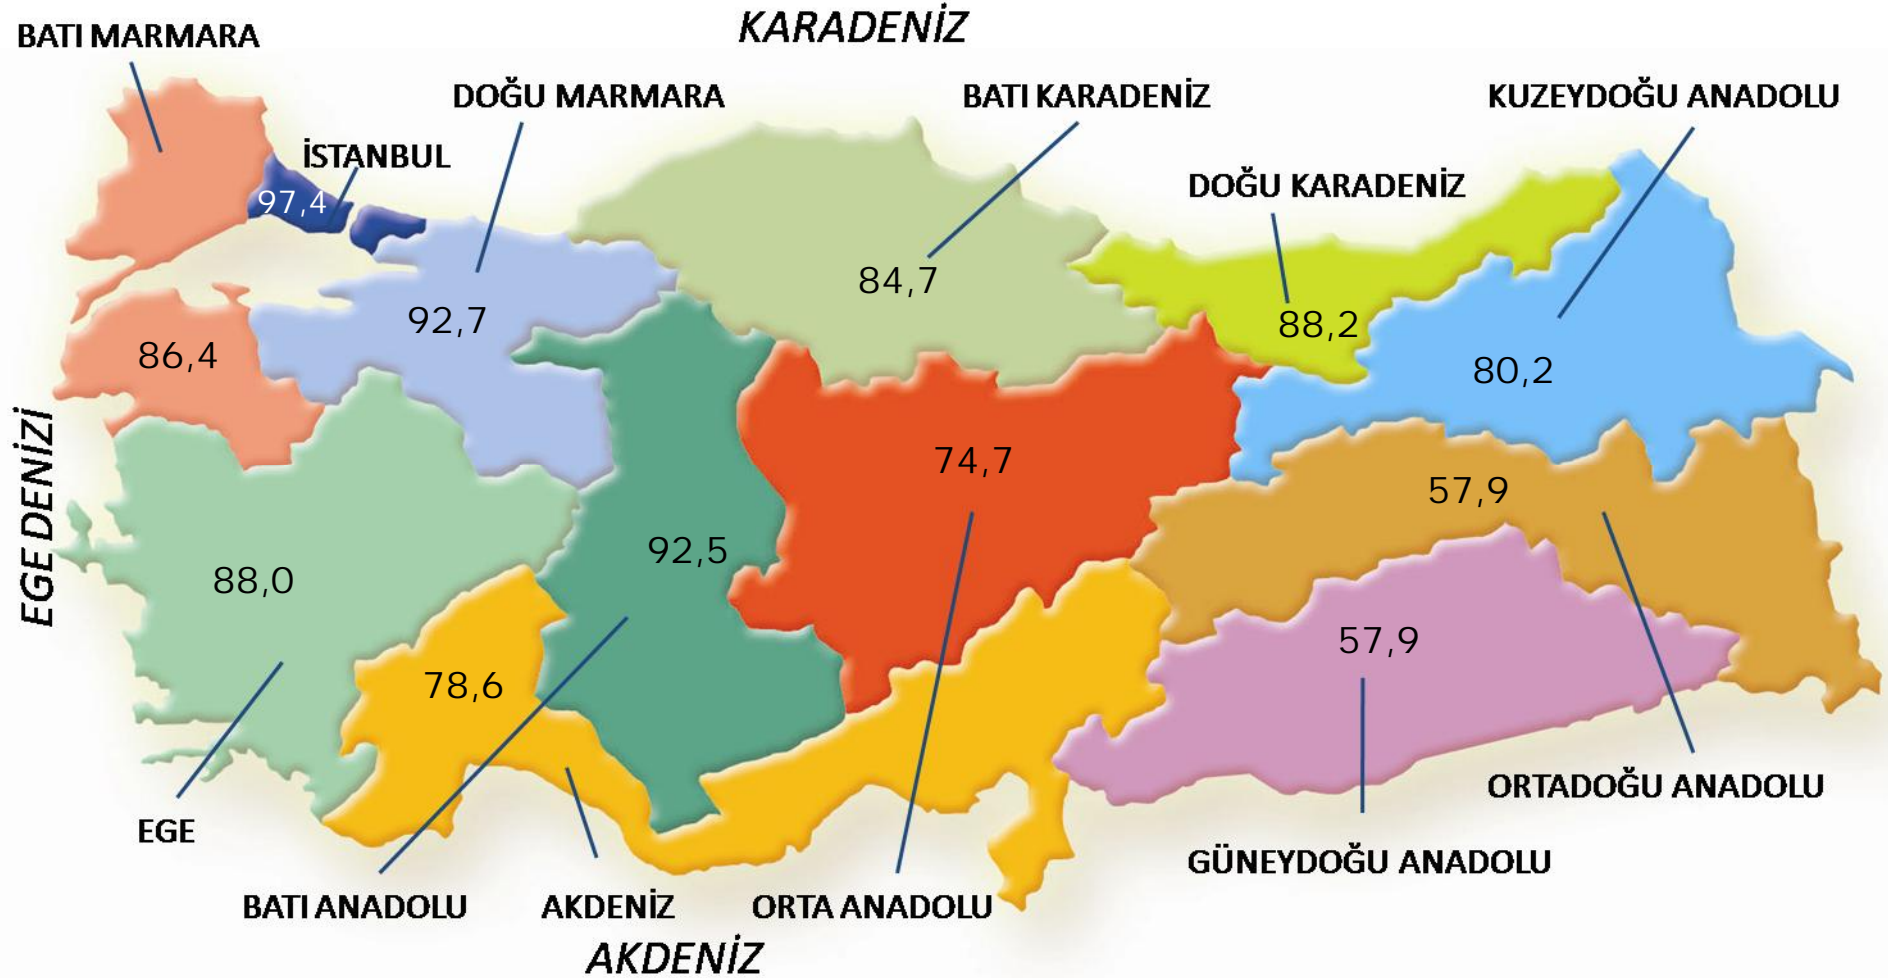 KARADENİZ
BATI MARMARA
DOĞU MARMARA
BATI KARADENİZ
KUZEYDOĞU ANADOLU
İSTANBUL
DOĞU KARADENİZ
97,4
84,7
92,7
88,2
86,4
80,2
74,7
57,9
EGE DENİZİ
92,5
88,0
57,9
78,6
ORTADOĞU ANADOLU
EGE
GÜNEYDOĞU ANADOLU
BATI ANADOLU
AKDENİZ
ORTA ANADOLU
AKDENİZ